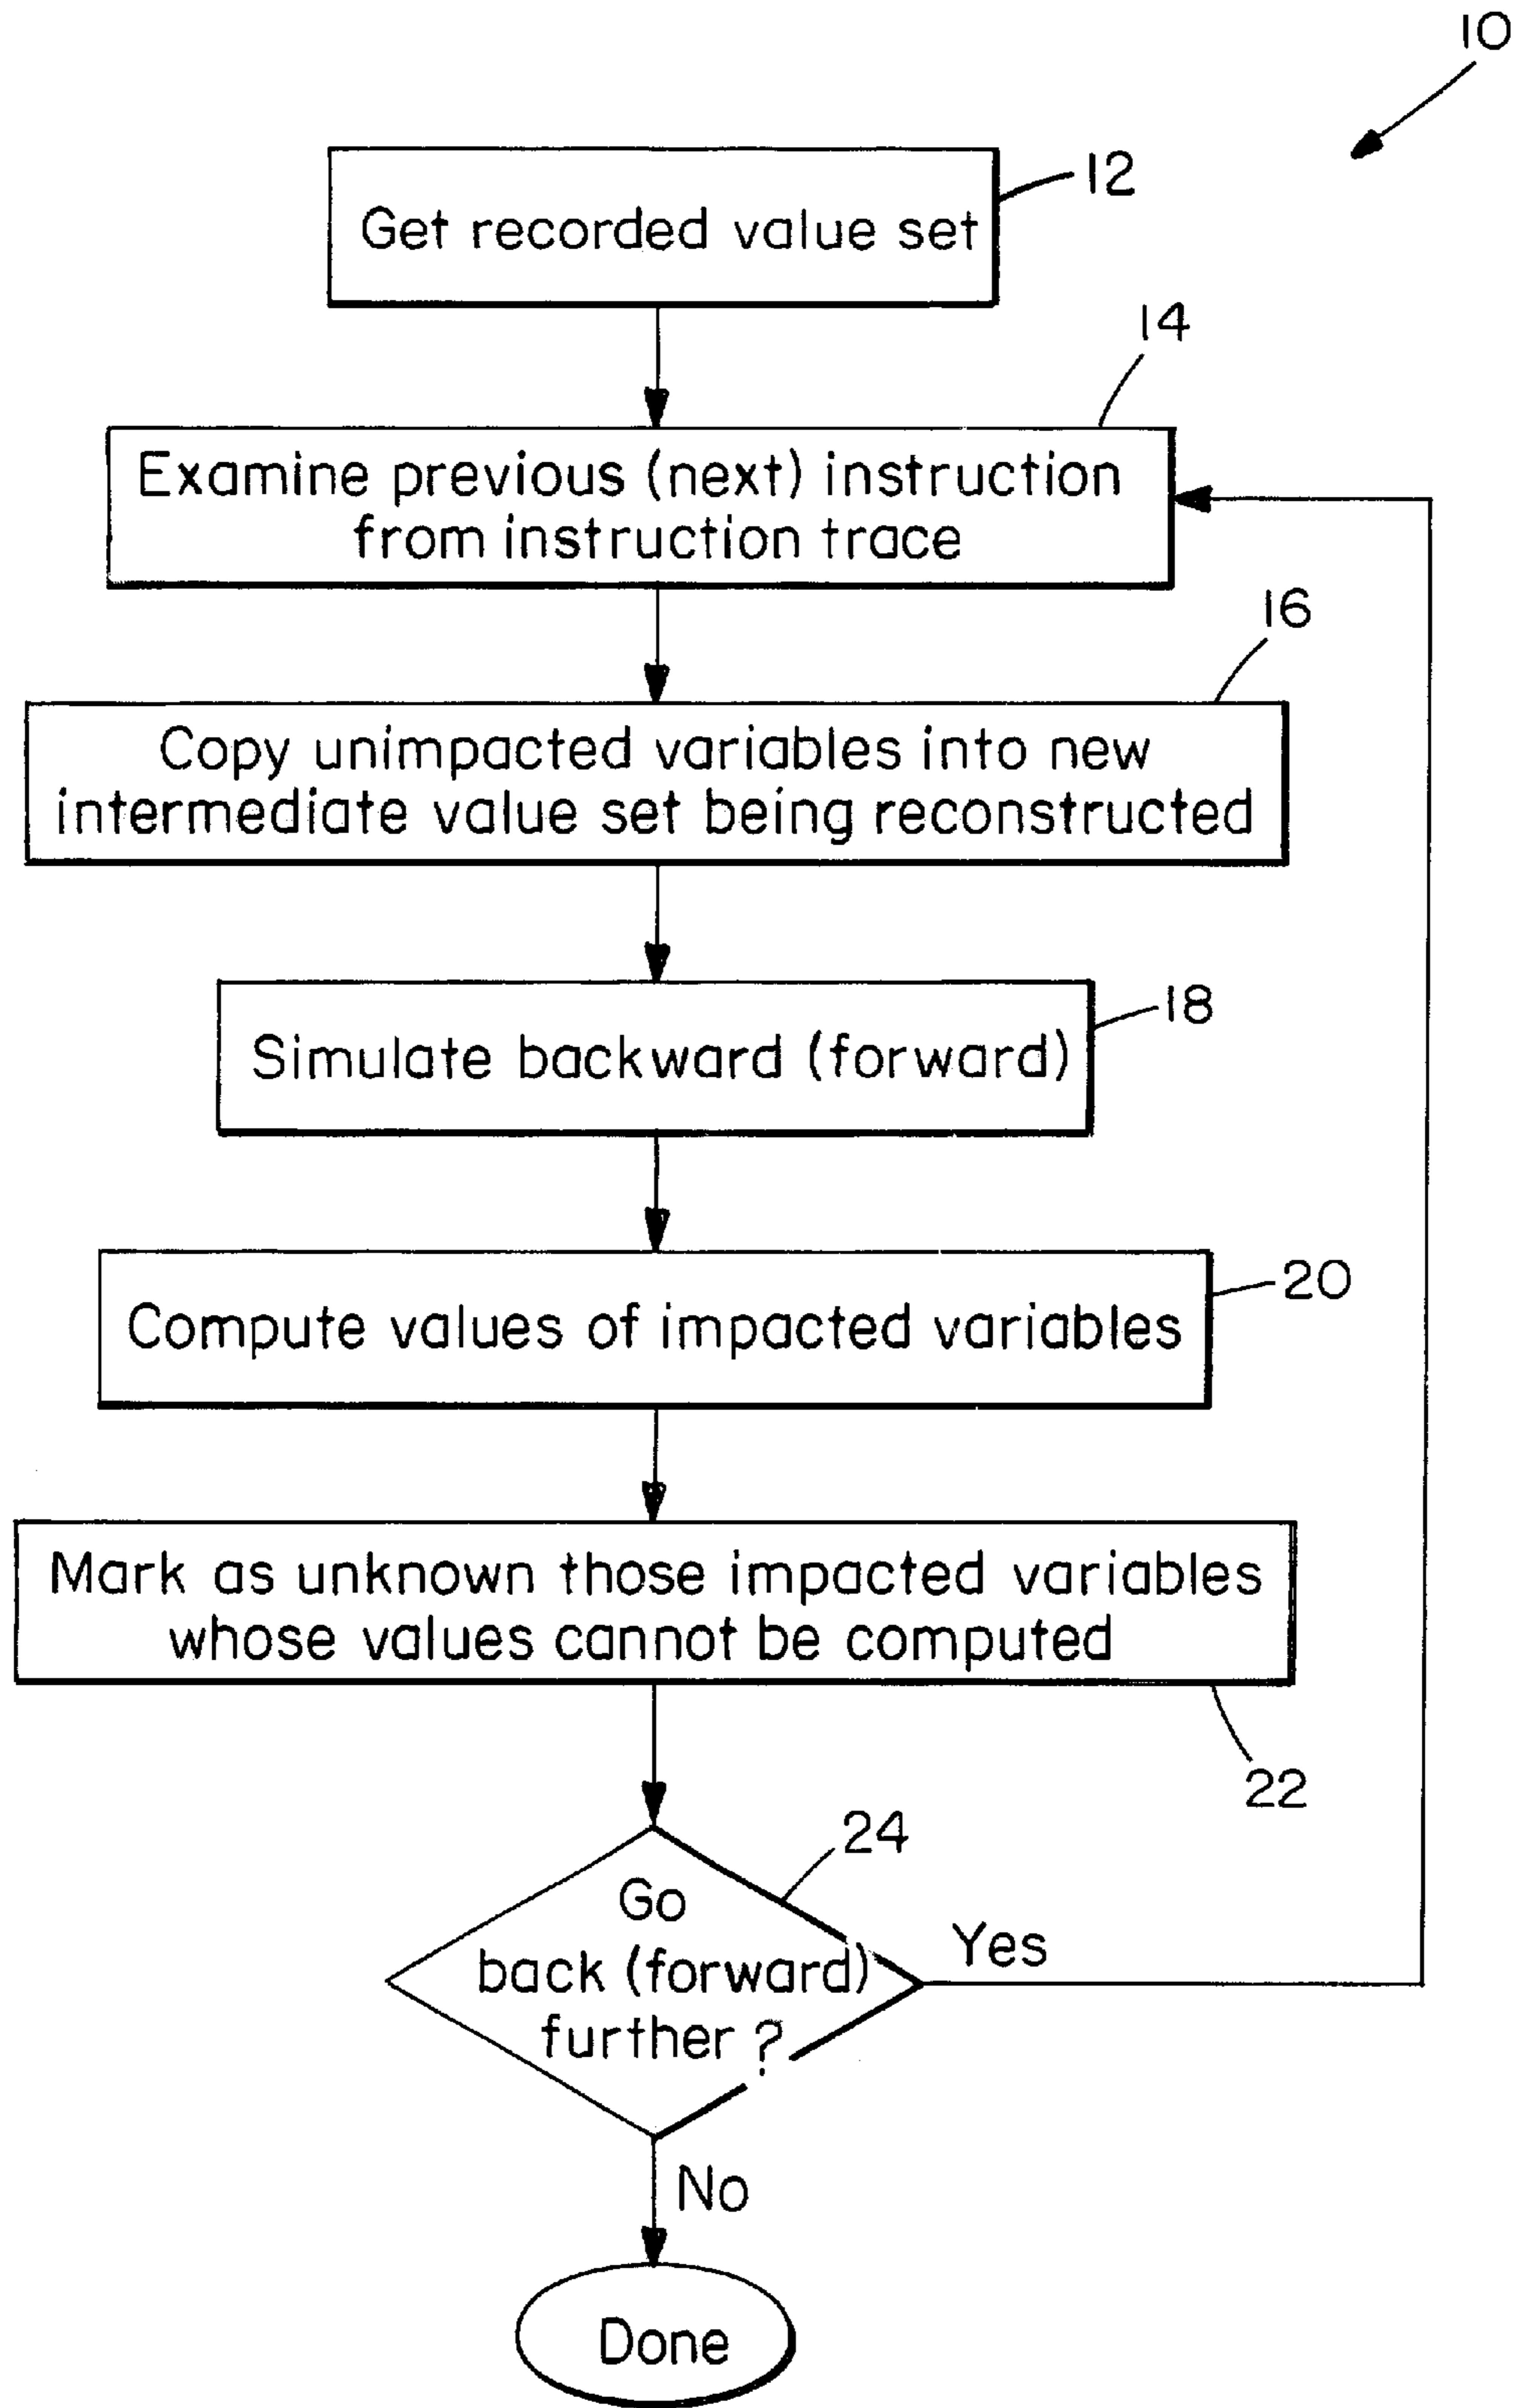 10
Get recorded value set
12
14
Examine previous (next) instruction
from instruction trace
16
Copy unimpacted variables into new
intermediate value set being reconstructed
18
Simulate backward (forward)
20
Compute values of impacted variables
Mark as unknown those impacted variables
whose values cannot be computed
22
24
Go
back (forward)
further ?
Yes
No
Done